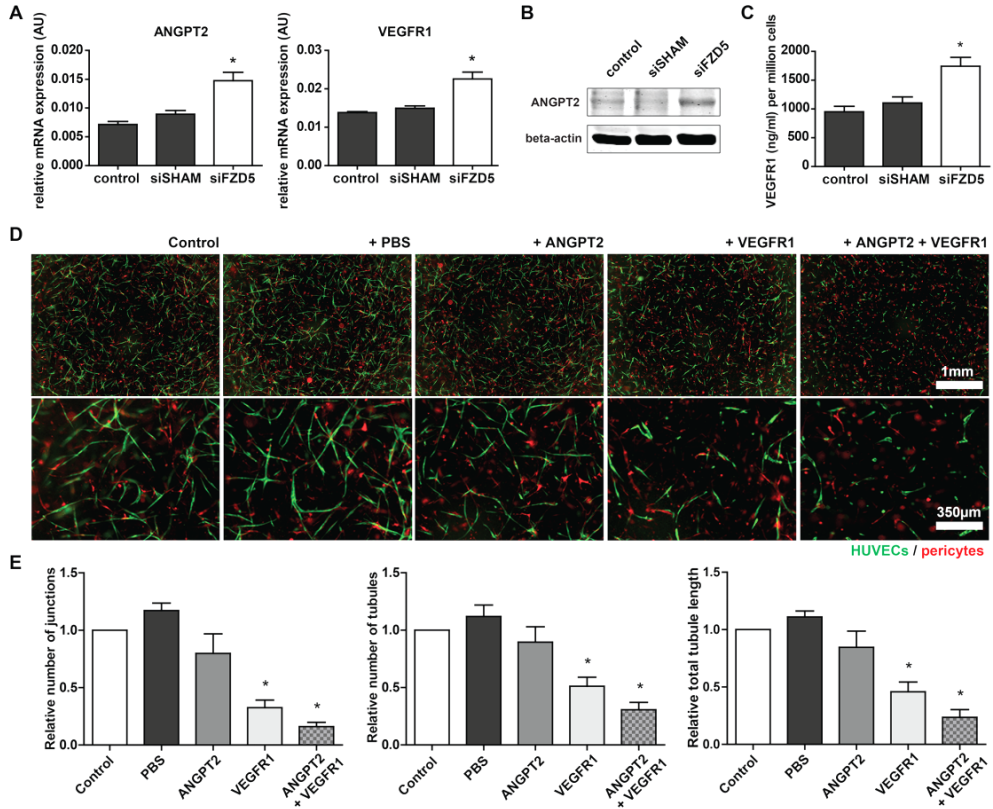 A
ANGPT2
relative mRNA expression (AU)
0.020
0.015
0.010
0.005
0.000
control
siSHAM
siFZD5
*
VEGFR1
relative mRNA expression (AU)
0.03
0.02
0.01
0.00
control
siSHAM
siFZD5
*
B
control
siSHAM
siFZD5
ANGPT2
beta-actin
C
VEGFR1 (ng/ml) per million cells
2000
1500
1000
500
0
control
siSHAM
siFZD5
*
D
Control
+ PBS
+ ANGPT2
+ VEGFR1
+ ANGPT2 + VEGFR1
1mm
350µm
HUVECs / pericytes
E
Relative number of junctions
1.5
1.0
0.5
0.0
*
*
Control
PBS
ANGPT2
VEGFR1
ANGPT2
+ VEGFR1
Relative number of tubules
1.5
1.0
0.5
0.0
*
*
Control
PBS
ANGPT2
VEGFR1
ANGPT2
+ VEGFR1
Relative total tubule length
1.5
1.0
0.5
0.0
*
*
Control
PBS
ANGPT2
VEGFR1
ANGPT2
+ VEGFR1